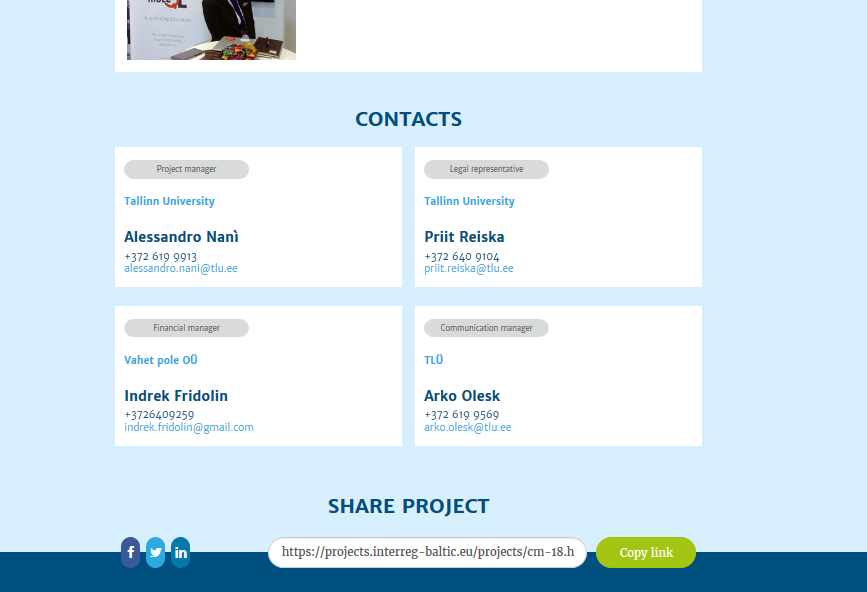 CONTACTS
Project manager
Tallinn University
Alessandro Nanì
+372 619 9913
alessandro.nani@tlu.ee
Legal representative
Tallinn University
Priit Reiska
+372 640 9104
priit.reiska@tlu.ee
Financial manager
Vahet pole OÜ
Indrek Fridolin
+3726409259
indrek.fridolin@gmail.com
Communication manager
TLÜ
Arko Olesk
+372 619 9569
arko.olesk@tlu.ee
SHARE PROJECT
https://projects.interreg-baltic.eu/projects/cm-18.h
Copy link